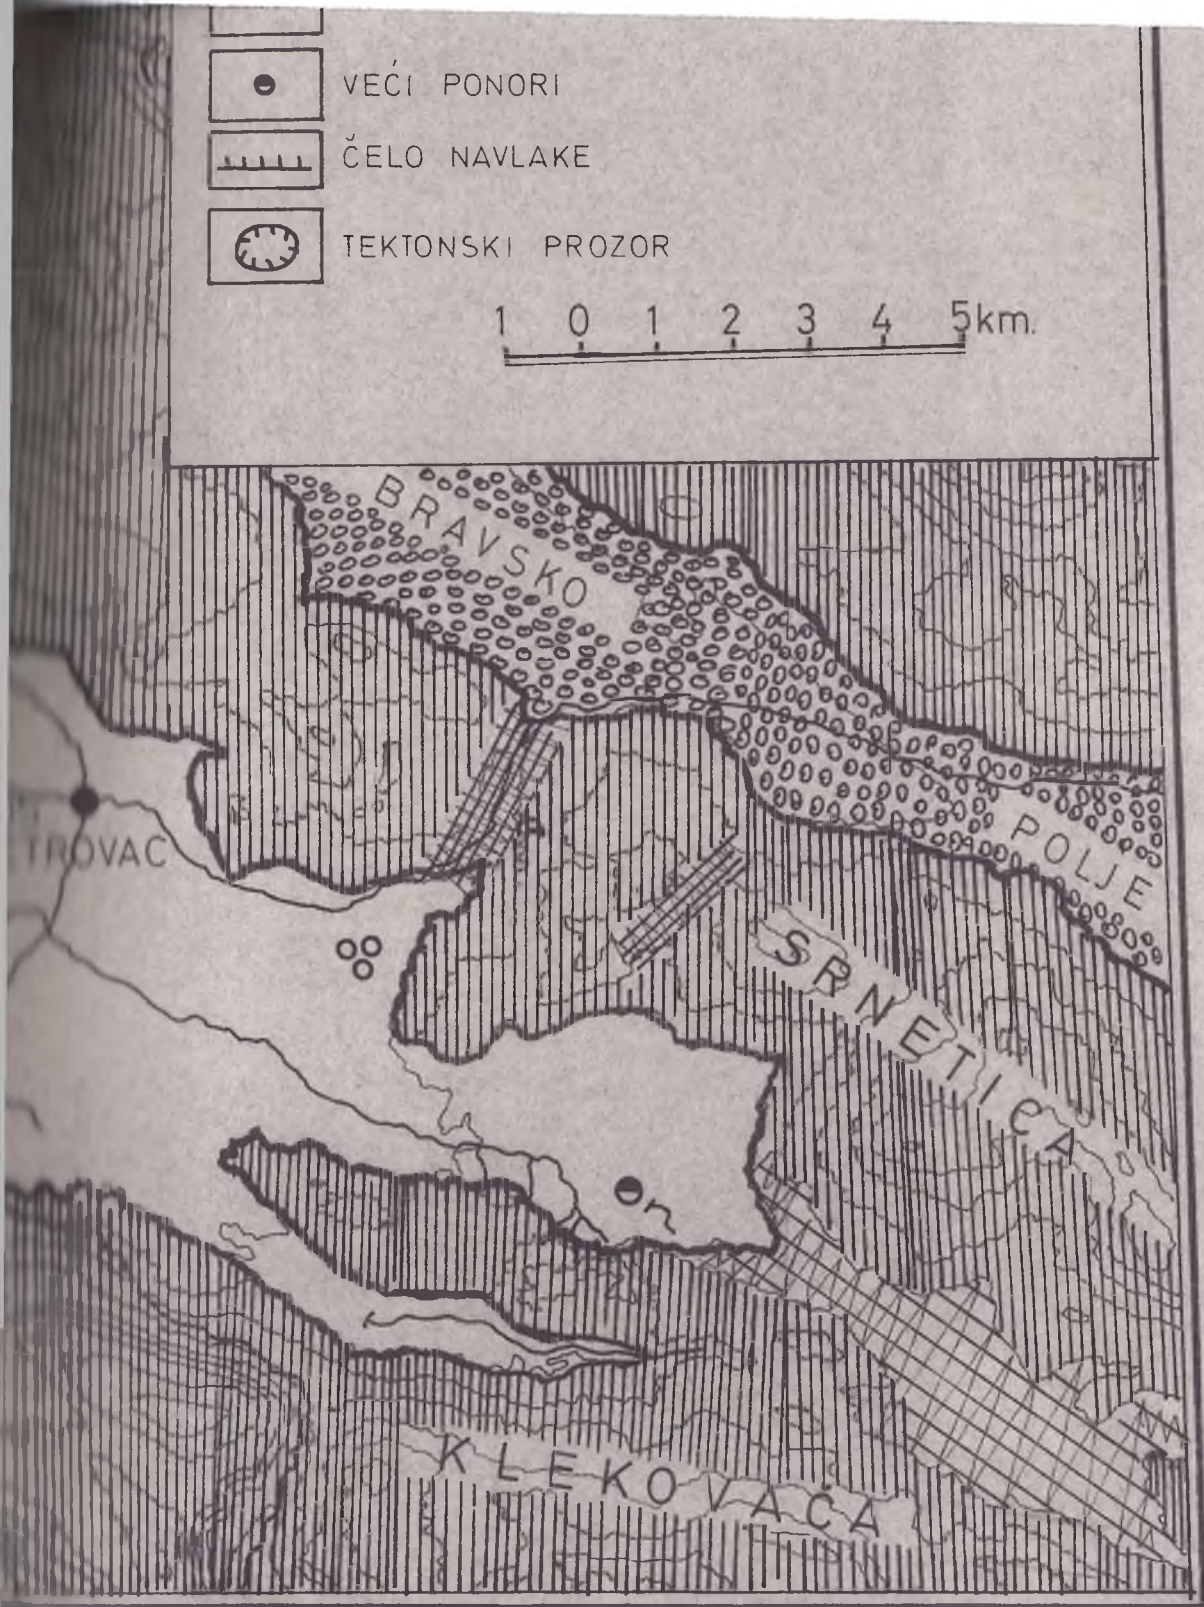 VEĆI PONORI
ČELO NAVLAKE
TEKTONSKI PROZOR
1 0 1 2 3 4 5km.
BRAVSKO
POLJE
TROVAC
SRNETICA
KLEKOVAČA